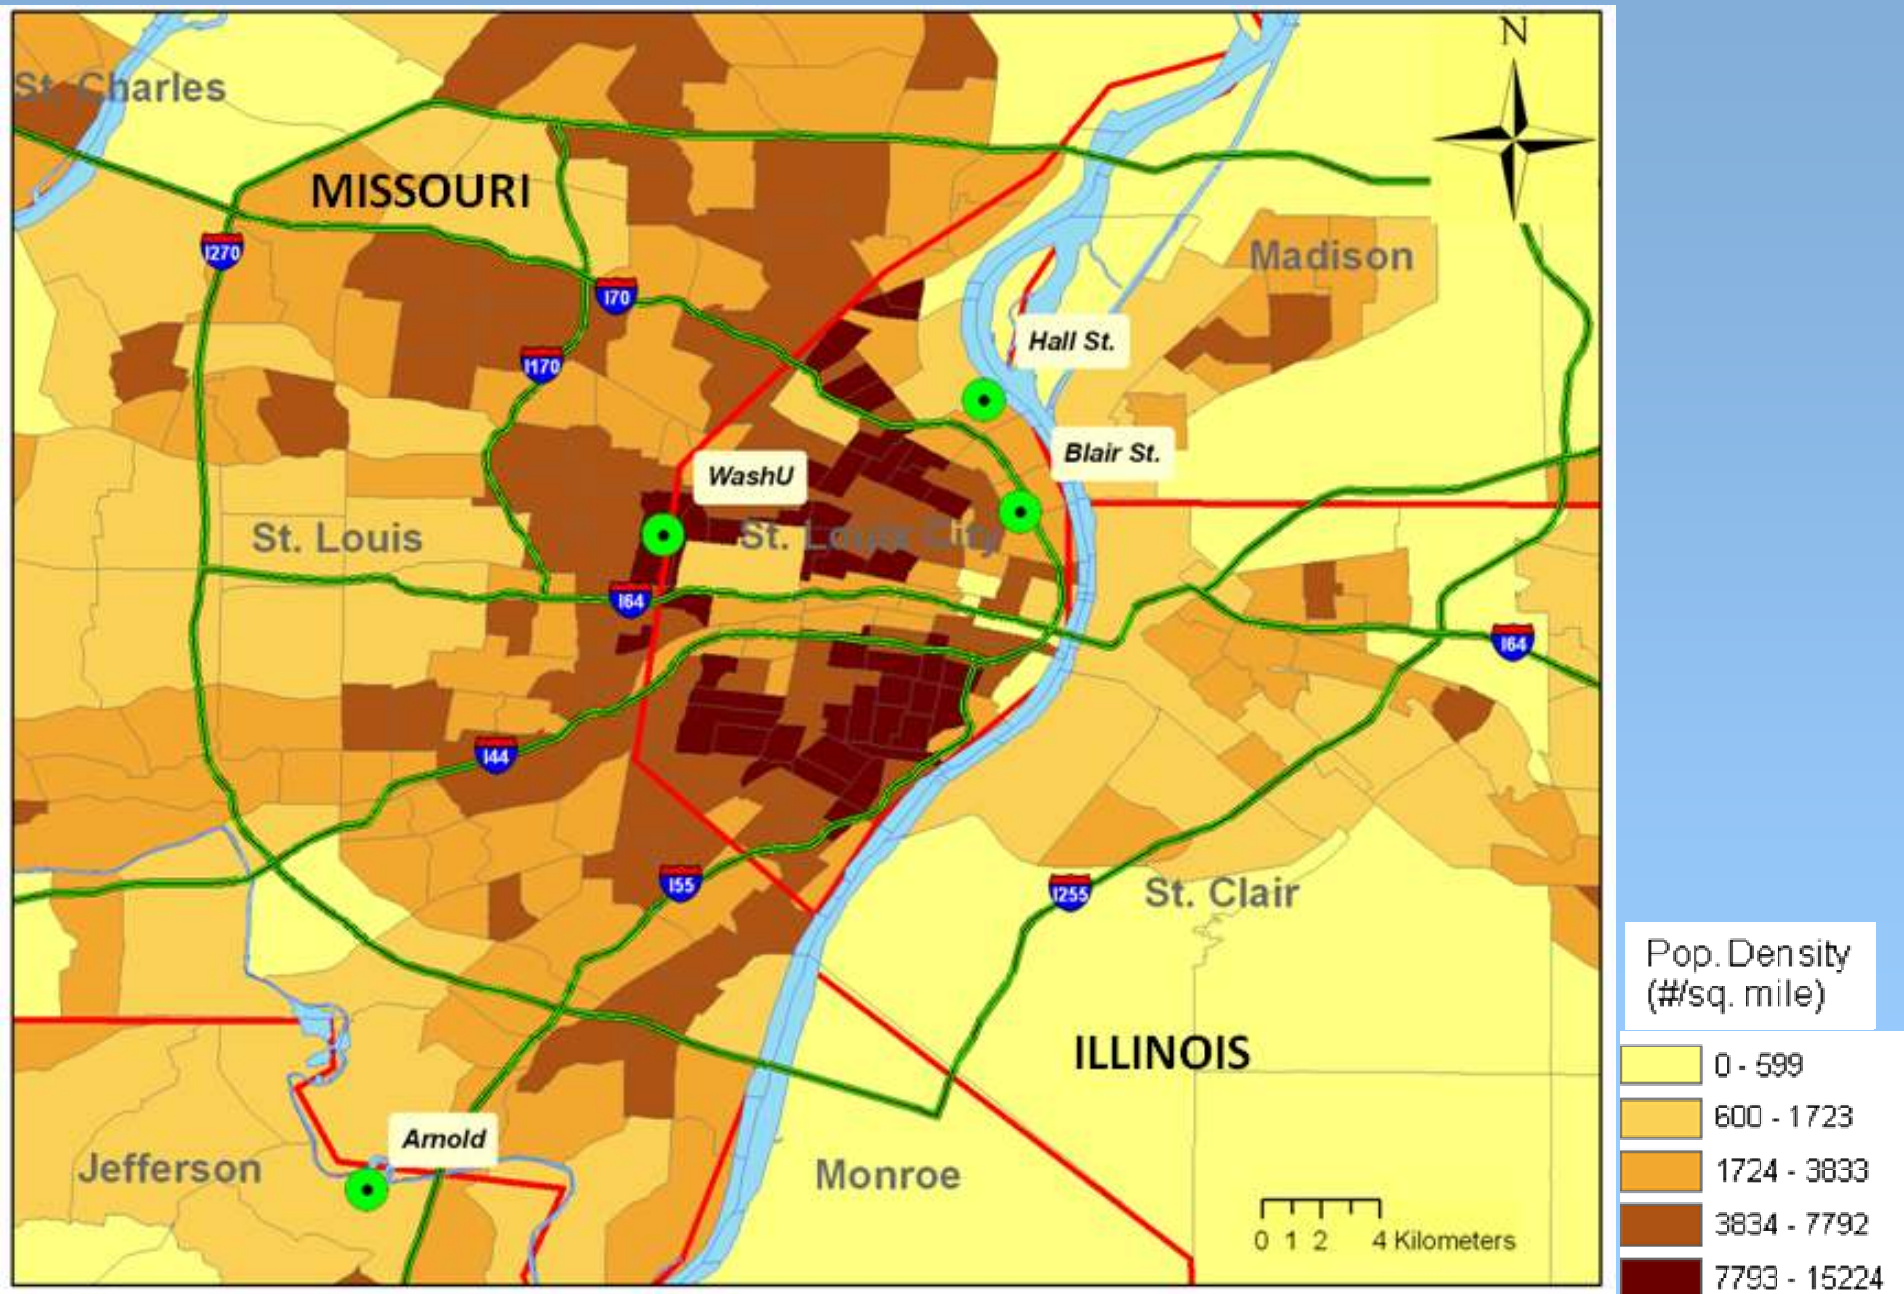 N
St. Charles
MISSOURI
I270
Madison
I70
Hall St.
I170
Blair St.
WashU
St. Louis
St. Louis City
I64
I64
I44
I55
I255
St. Clair
Pop. Density
(#/sq. mile)
ILLINOIS
0 - 599
600 - 1723
Arnold
Jefferson
Monroe
1724 - 3833
3834 - 7792
0 1 2 4 Kilometers
7793 - 15224